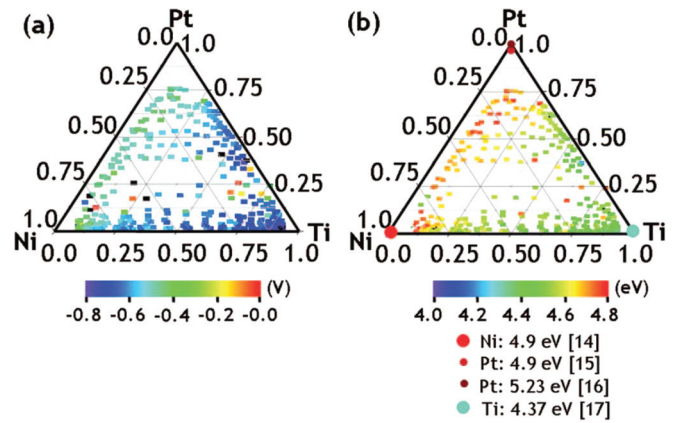 (a)
Pt
0.0 1.0
0.25 0.75
0.50 0.50
0.75 0.25
1.0 0.0
Ni Ti
0.0 0.25 0.50 0.75 1.0
(V)
-0.8 -0.6 -0.4 -0.2 -0.0
(b)
Pt
0.0 1.0
0.25 0.75
0.50 0.50
0.75 0.25
1.0 0.0
Ni Ti
0.0 0.25 0.50 0.75 1.0
(eV)
4.0 4.2 4.4 4.6 4.8
Ni: 4.9 eV [14]
Pt: 4.9 eV [15]
Pt: 5.23 eV [16]
Ti: 4.37 eV [17]